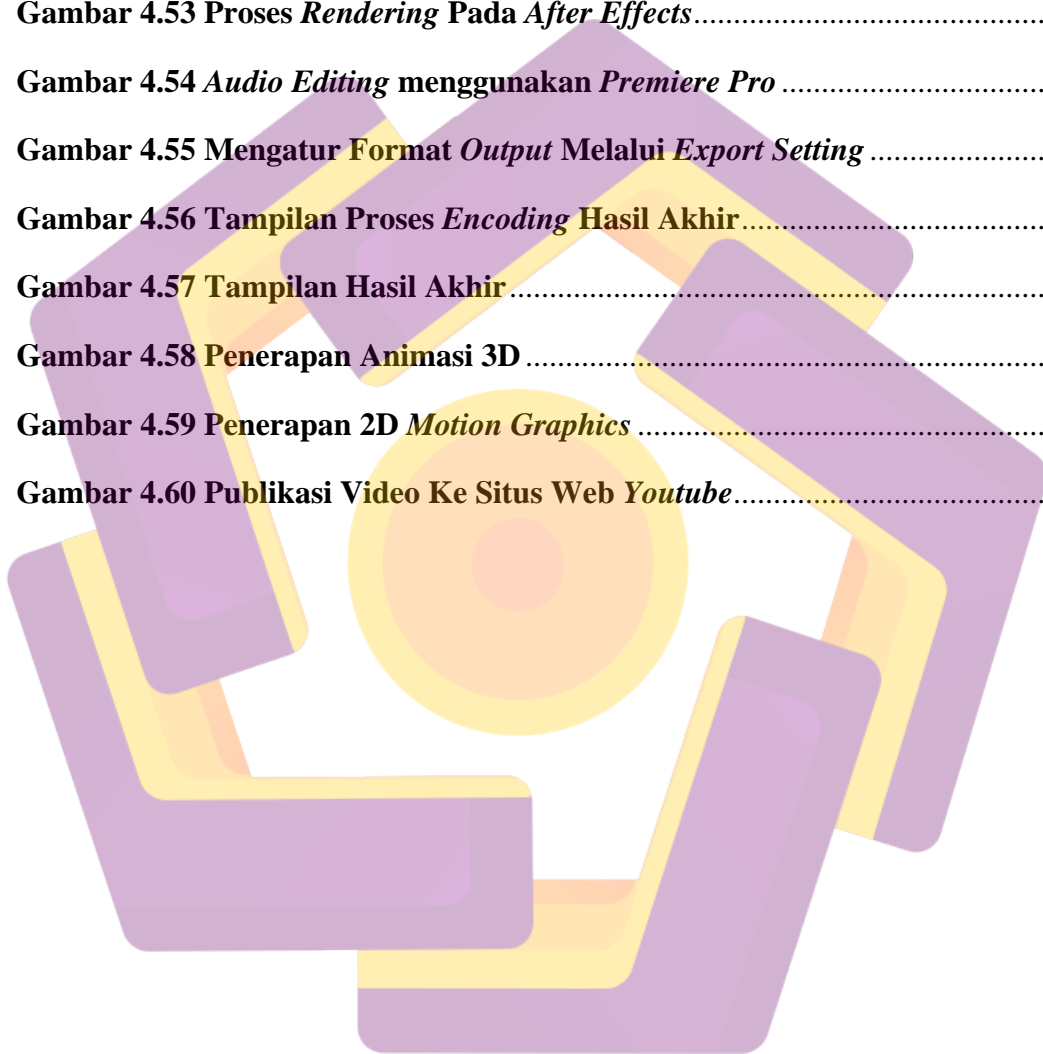 Gambar 4.53 Proses Rendering Pada After Effects.....................................
Gambar 4.54 Audio Editing menggunakan Premiere Pro............................
Gambar 4.55 Mengatur Format Output Melalui Export Setting..................
Gambar 4.56 Tampilan Proses Encoding Hasil Akhir................................
Gambar 4.57 Tampilan Hasil Akhir........................................................
Gambar 4.58 Penerapan Animasi 3D.....................................................
Gambar 4.59 Penerapan 2D Motion Graphics..........................................
Gambar 4.60 Publikasi Video Ke Situs Web Youtube................................